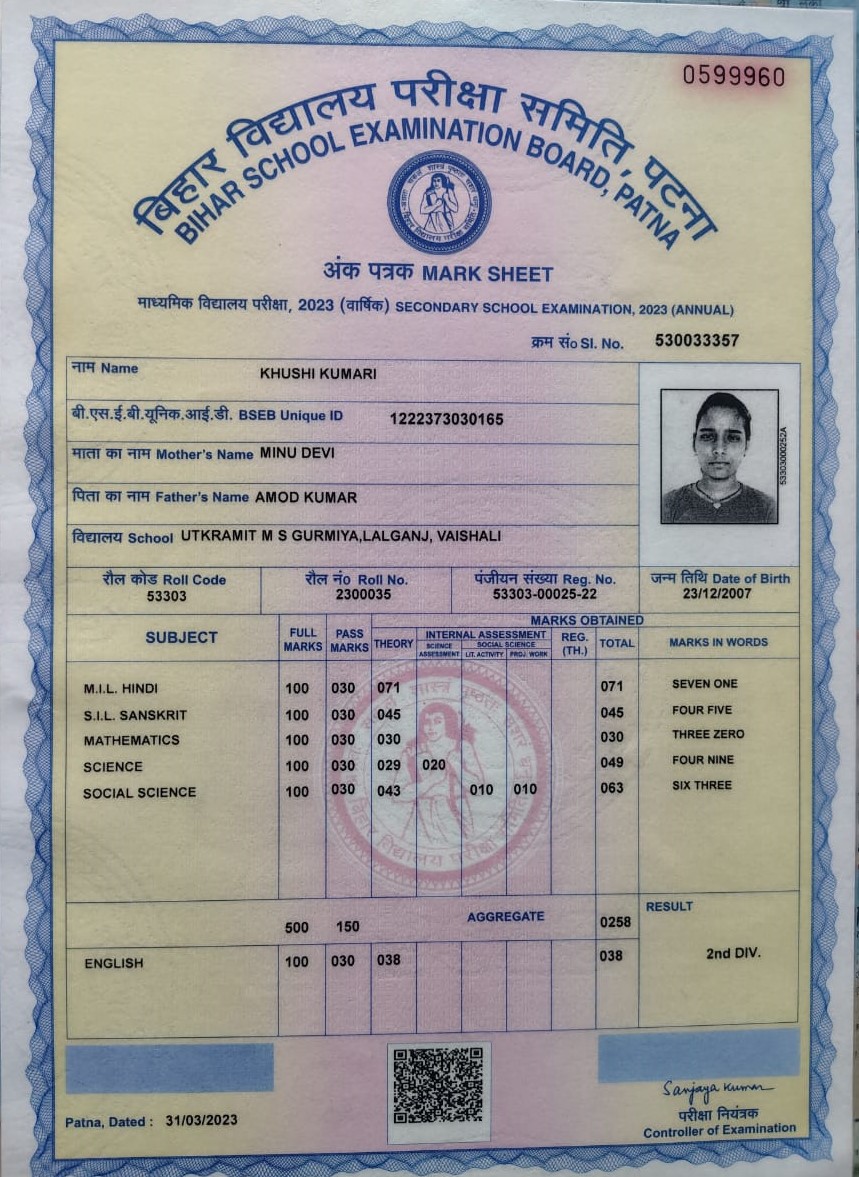 0599960
बिहार विद्यालय परीक्षा समिति, पटना
BIHAR SCHOOL EXAMINATION BOARD, PATNA
अंक पत्रक MARK SHEET
माध्यमिक विद्यालय परीक्षा, 2023 (वार्षिक) SECONDARY SCHOOL EXAMINATION, 2023 (ANNUAL)
क्रम सं० Sl. No. 530033357
नाम Name KHUSHI KUMARI
बी.एस.ई.बी.यूनिक.आई.डी. BSEB Unique ID 1222373030165
माता का नाम Mother's Name MINU DEVI
पिता का नाम Father's Name AMOD KUMAR
विद्यालय School UTKRAMIT M S GURMIYA,LALGANJ, VAISHALI
53303000252A
रौल कोड Roll Code रौल नं० Roll No. पंजीयन संख्या Reg. No. जन्म तिथि Date of Birth
53303 2300035 53303-00025-22 23/12/2007
MARKS OBTAINED
SUBJECT FULL MARKS PASS MARKS THEORY INTERNAL ASSESSMENT REG. (TH.) TOTAL MARKS IN WORDS
SCIENCE ASSESSMENT SOCIAL SCIENCE
LIT. ACTIVITY PROJ. WORK
M.I.L. HINDI 100 030 071 071 SEVEN ONE
S.I.L. SANSKRIT 100 030 045 045 FOUR FIVE
MATHEMATICS 100 030 030 030 THREE ZERO
SCIENCE 100 030 029 020 049 FOUR NINE
SOCIAL SCIENCE 100 030 043 010 010 063 SIX THREE
बिहार विद्यालय परीक्षा समिति
500 150 AGGREGATE 0258 RESULT
ENGLISH 100 030 038 038 2nd DIV.
Sanjaya Kumar
Patna, Dated : 31/03/2023
परीक्षा नियंत्रक
Controller of Examination